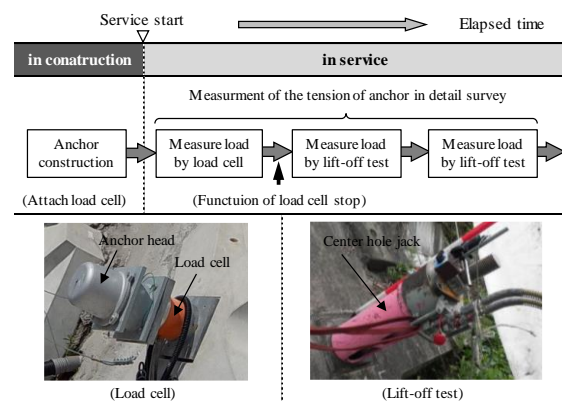 Service start
Elapsed time
in conatruction
in service
Measurment of the tension of anchor in detail survey
Anchor
construction
Measure load
by load cell
Measure load
by lift-off test
Measure load
by lift-off test
(Attach load cell)
(Functuion of load cell stop)
Anchor head
Load cell
Center hole jack
(Load cell)
(Lift-off test)